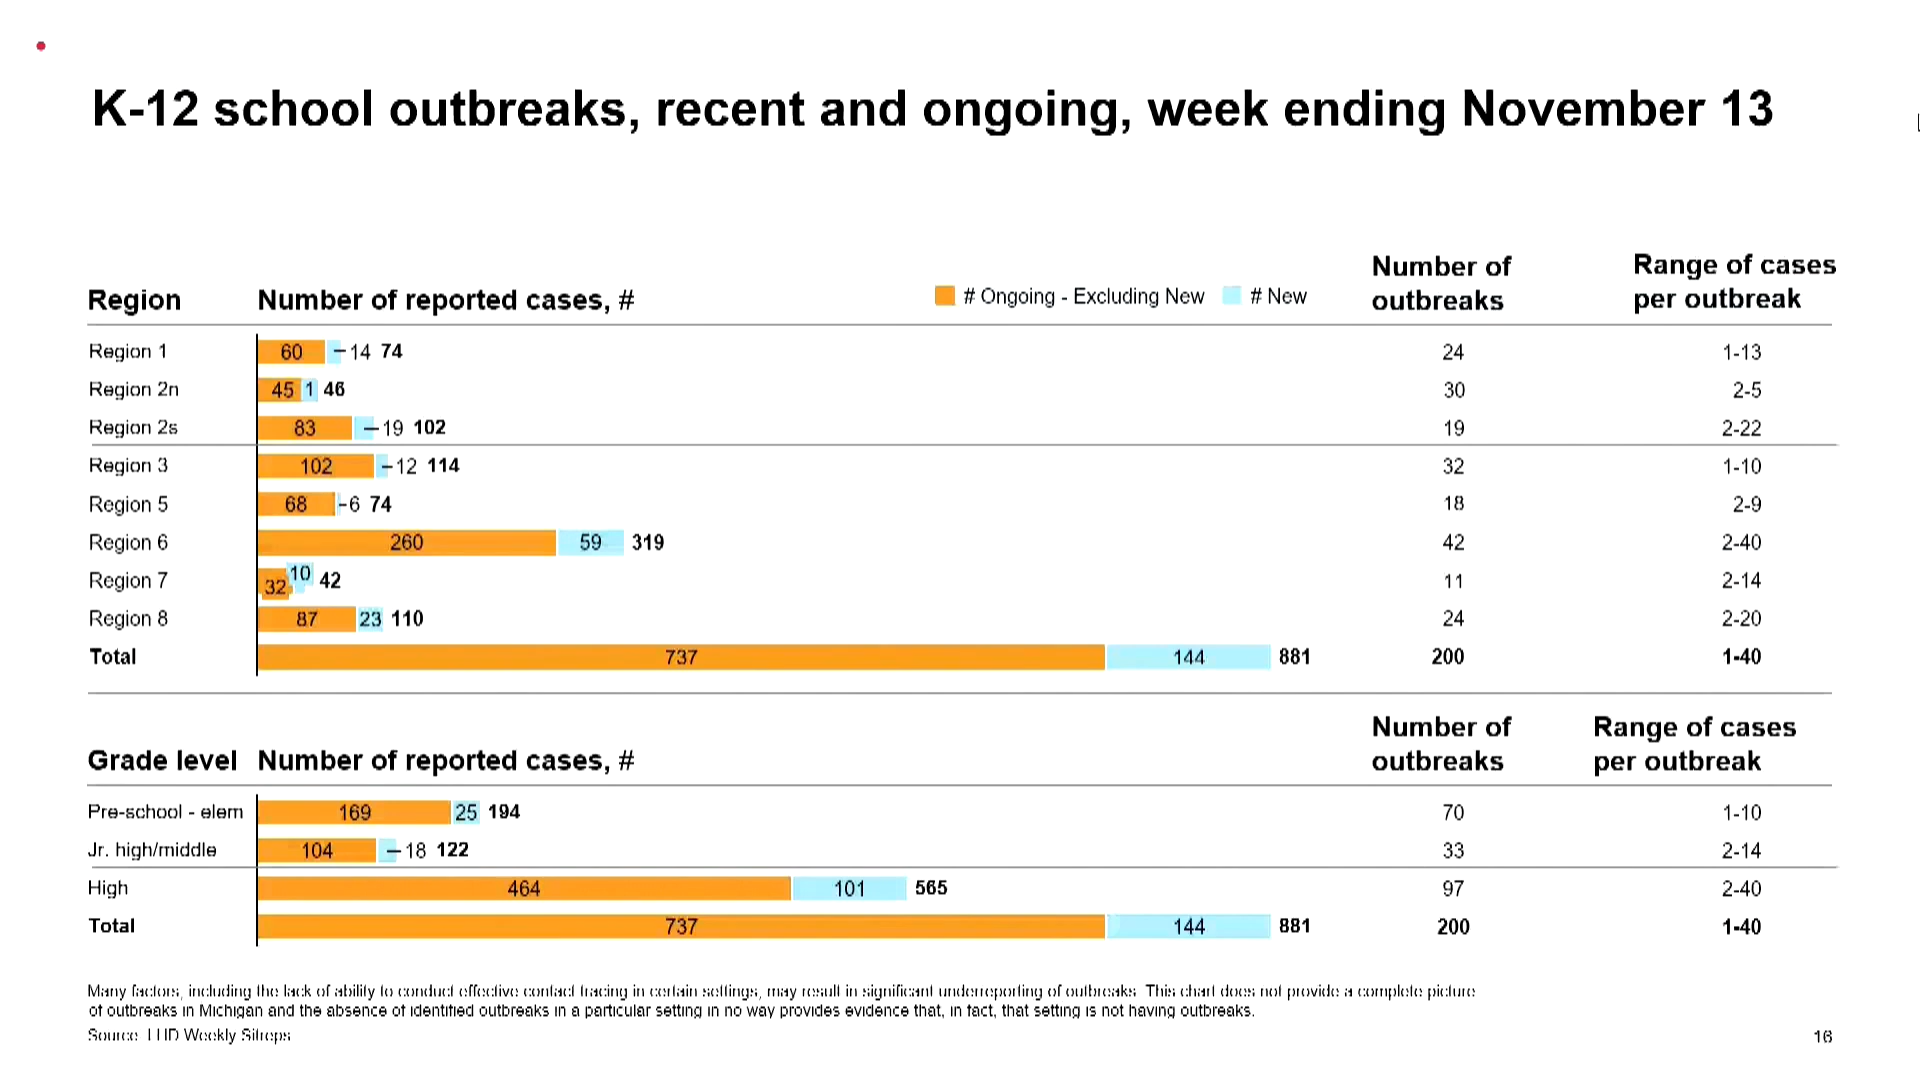 K-12 school outbreaks, recent and ongoing, week ending November 13
Region Number of reported cases, # # Ongoing - Excluding New # New Number of outbreaks Range of cases per outbreak
Region 1 60 14 74 24 1-13
Region 2n 45 1 46 30 2-5
Region 2s 83 19 102 19 2-22
Region 3 102 12 114 32 1-10
Region 5 68 6 74 18 2-9
Region 6 260 59 319 42 2-40
Region 7 32 10 42 11 2-14
Region 8 87 23 110 24 2-20
Total 737 144 881 200 1-40
Grade level Number of reported cases, # Number of outbreaks Range of cases per outbreak
Pre-school - elem 169 25 194 70 1-10
Jr. high/middle 104 18 122 33 2-14
High 464 101 565 97 2-40
Total 737 144 881 200 1-40
Many factors, including the lack of ability to conduct effective contact tracing in certain settings, may result in significant underreporting of outbreaks. This chart does not provide a complete picture
of outbreaks in Michigan and the absence of identified outbreaks in a particular setting in no way provides evidence that, in fact, that setting is not having outbreaks.
Source: LHD Weekly Sitreps
16